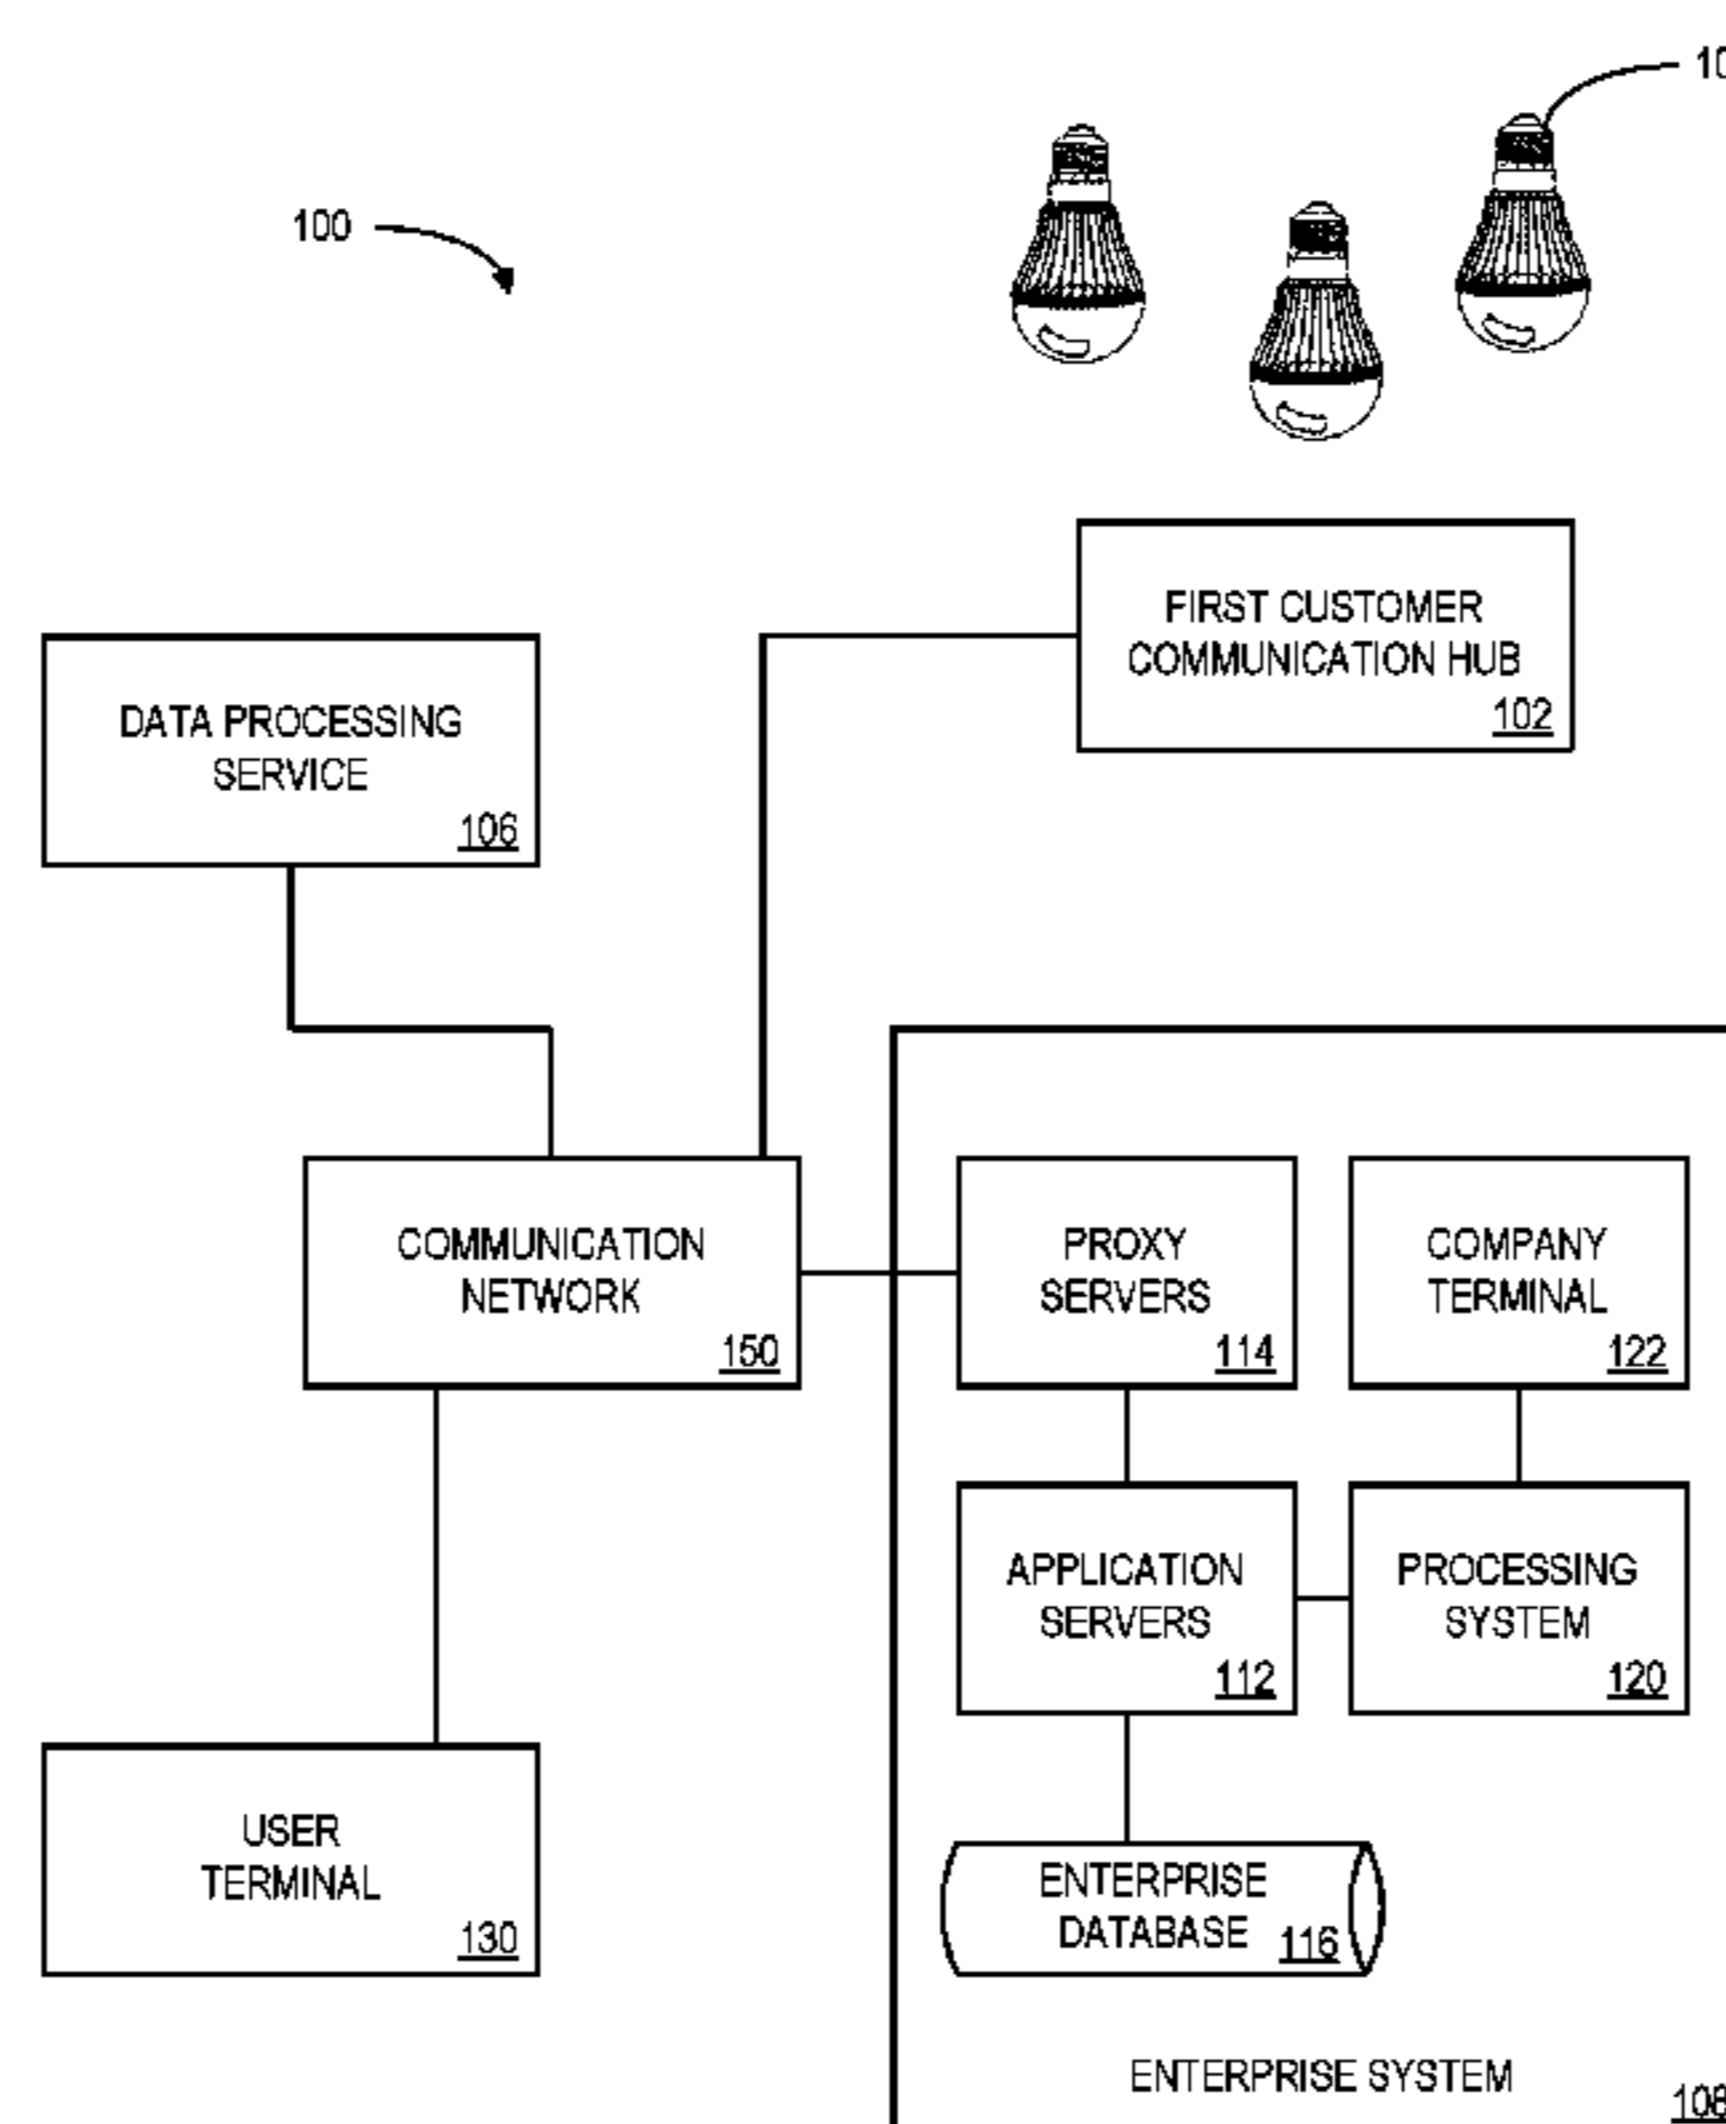 100
FIRST CUSTOMER
COMMUNICATION HUB
102
DATA PROCESSING
SERVICE
106
COMMUNICATION
NETWORK
150
PROXY
SERVERS
114
COMPANY
TERMINAL
122
APPLICATION
SERVERS
112
PROCESSING
SYSTEM
120
USER
TERMINAL
130
ENTERPRISE
DATABASE
116
ENTERPRISE SYSTEM
108